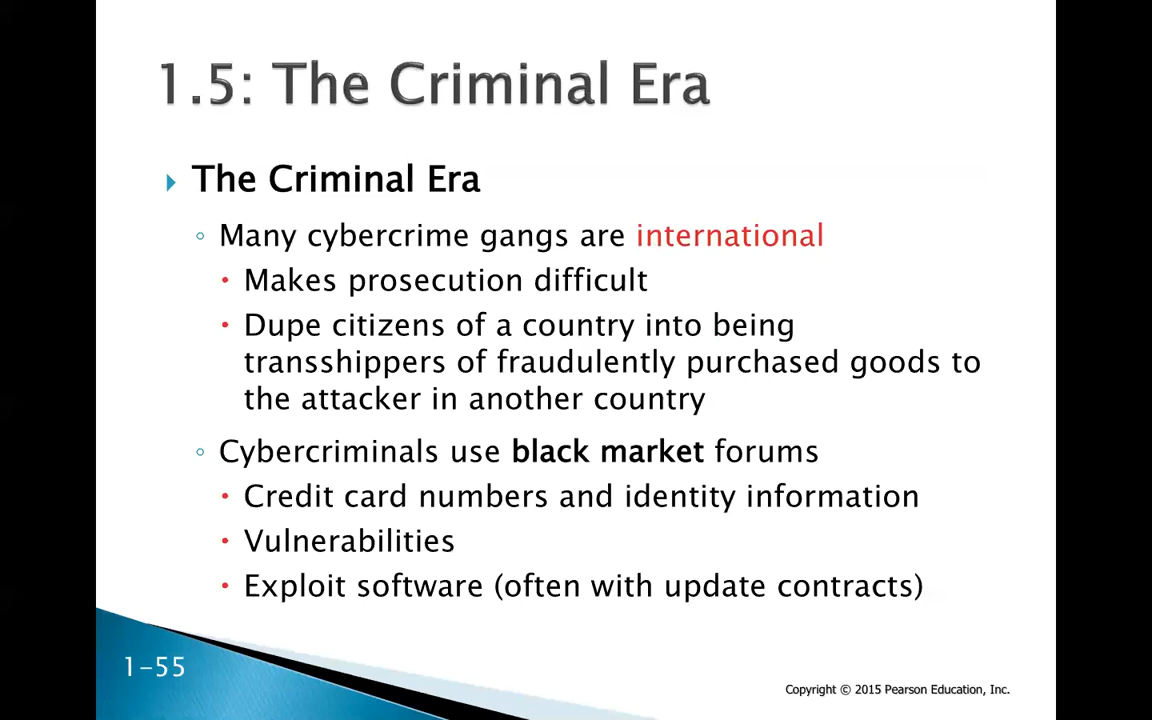 1.5: The Criminal Era
The Criminal Era
Many cybercrime gangs are international
Makes prosecution difficult
Dupe citizens of a country into being
transshippers of fraudulently purchased goods to
the attacker in another country
Cybercriminals use black market forums
Credit card numbers and identity information
Vulnerabilities
Exploit software (often with update contracts)
1-55
Copyright © 2015 Pearson Education, Inc.